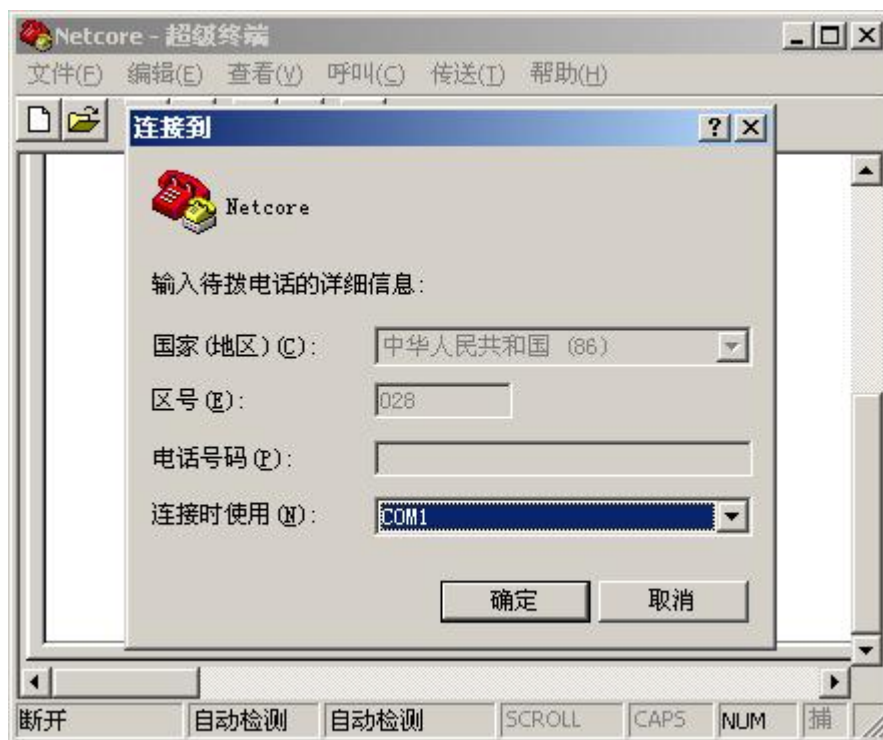 Netcore - 超级终端
文件(F) 编辑(E) 查看(V) 呼叫(C) 传送(T) 帮助(H)
连接到
Netcore
输入待拨电话的详细信息:
国家(地区)(C): 中华人民共和国 (86)
区号(E): 028
电话号码(P):
连接时使用(N): COM1
确定 取消
断开 自动检测 自动检测 SCROLL CAPS NUM 捕